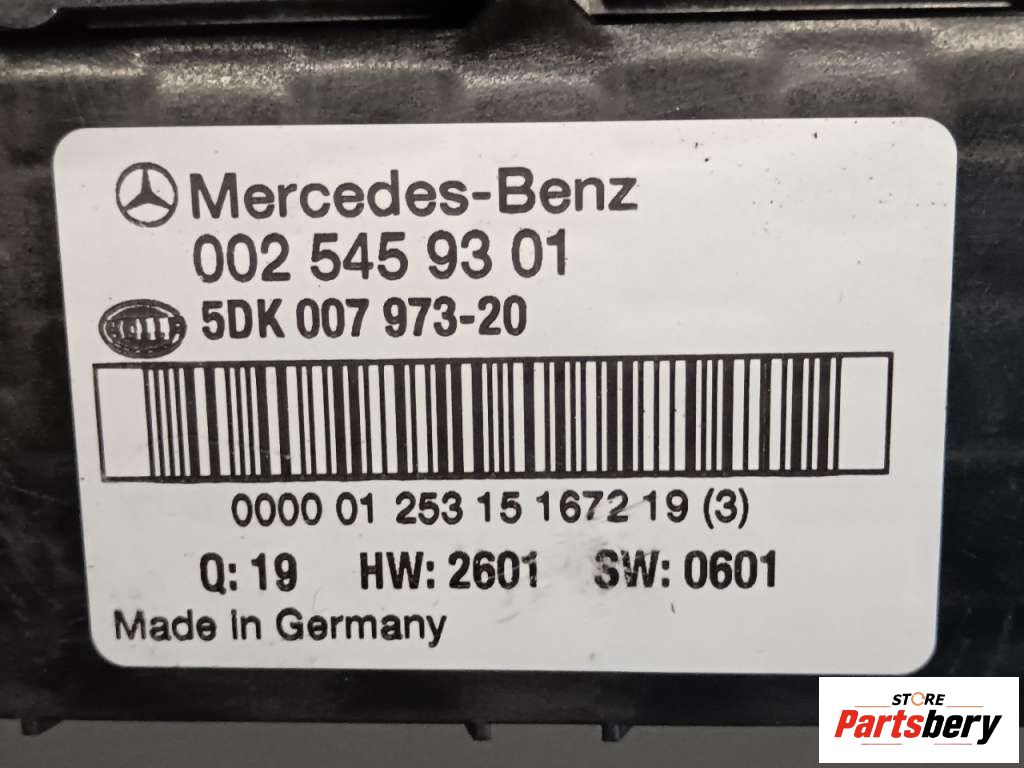 Mercedes-Benz
002 545 93 01
HELLA 5DK 007 973-20
0000 01 253 15 1672 19 (3)
Q: 19 HW: 2601 SW: 0601
Made in Germany
STORE
Partsbery